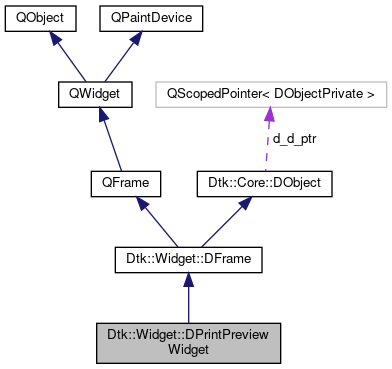 QObject
QPaintDevice
QWidget
QScopedPointer< DObjectPrivate >
d_d_ptr
QFrame
Dtk::Core::DObject
Dtk::Widget::DFrame
Dtk::Widget::DPrintPreview
Widget